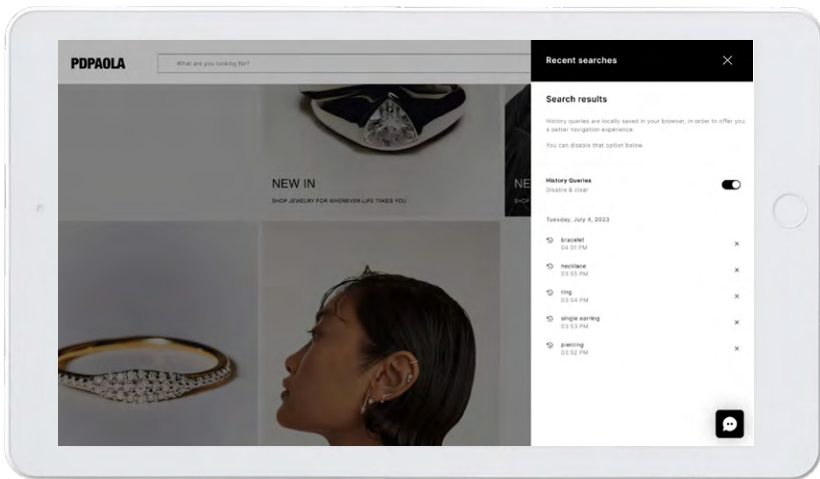 PDPAOLA
What are you looking for?
NEW IN
SHOP JEWELRY FOR WHEREVER LIFE TAKES YOU
NE
SHOP
Recent searches
Search results
History queries are locally saved in your browser, in order to offer you
a better navigation experience.
You can disable that option below.
History Queries
Disable & clear
Tuesday, July 4, 2023
bracelet
04:01 PM
necklace
03:55 PM
ring
03:54 PM
single earring
03:53 PM
piercing
03:52 PM